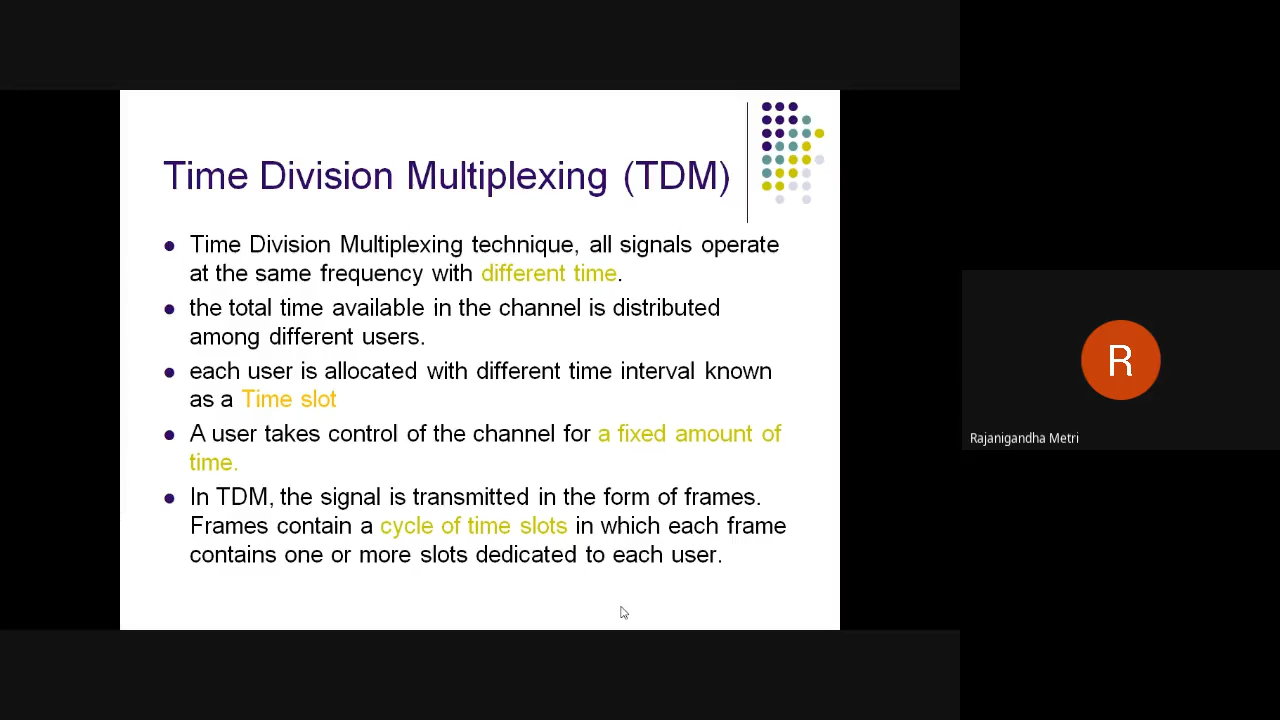 Time Division Multiplexing (TDM)
Time Division Multiplexing technique, all signals operate
at the same frequency with different time.
the total time available in the channel is distributed
among different users.
each user is allocated with different time interval known
as a Time slot
A user takes control of the channel for a fixed amount of
time.
In TDM, the signal is transmitted in the form of frames.
Frames contain a cycle of time slots in which each frame
contains one or more slots dedicated to each user.
R
Rajanigandha Metri